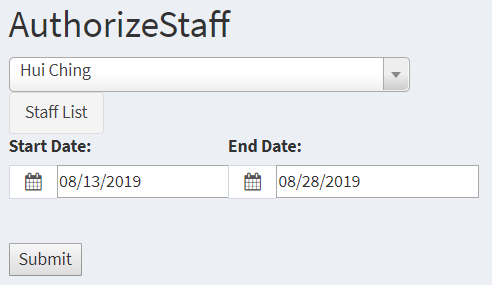 AuthorizeStaff
Hui Ching
Staff List
Start Date: End Date:
08/13/2019 08/28/2019
Submit